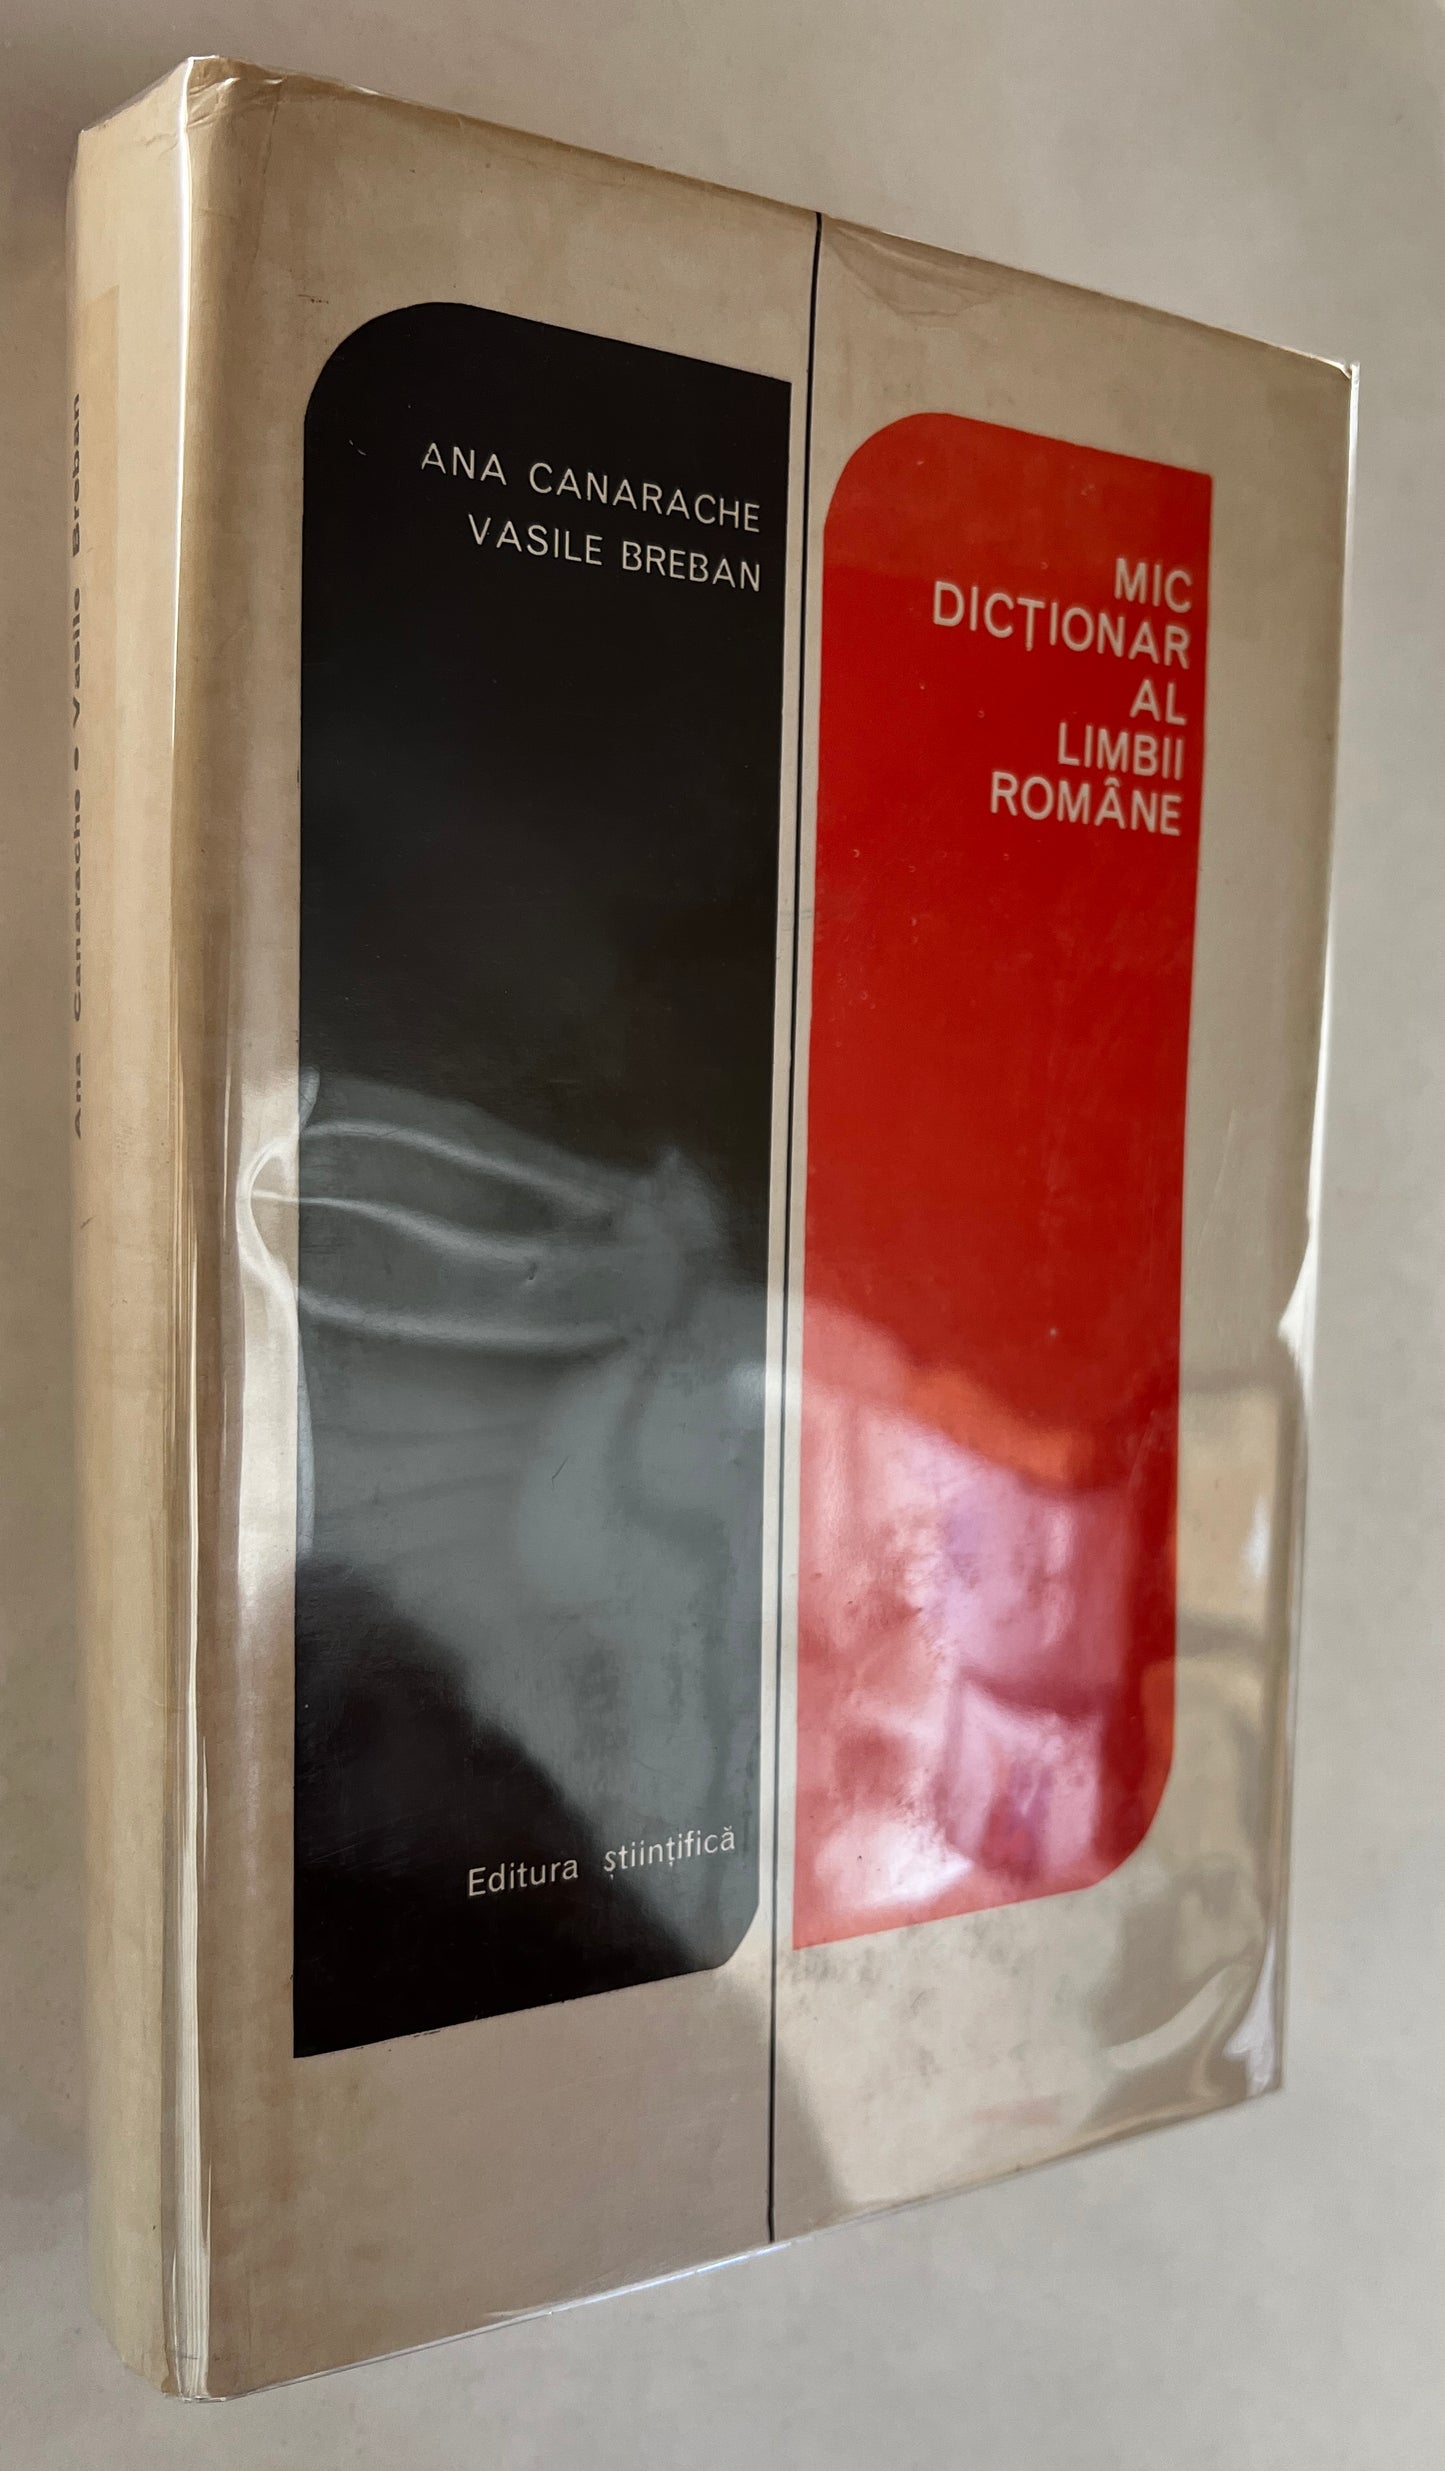 Ana Canarache • Vasile Breban
ANA CANARACHE
VASILE BREBAN
MIC
DICȚIONAR
AL
LIMBII
ROMÂNE
Editura științifică